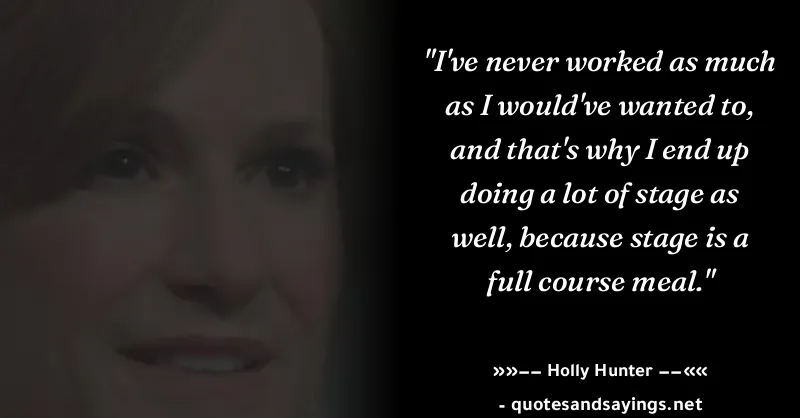 "I've never worked as much
as I would've wanted to,
and that's why I end up
doing a lot of stage as
well, because stage is a
full course meal."
»»−− Holly Hunter −−««
- quotesandsayings.net